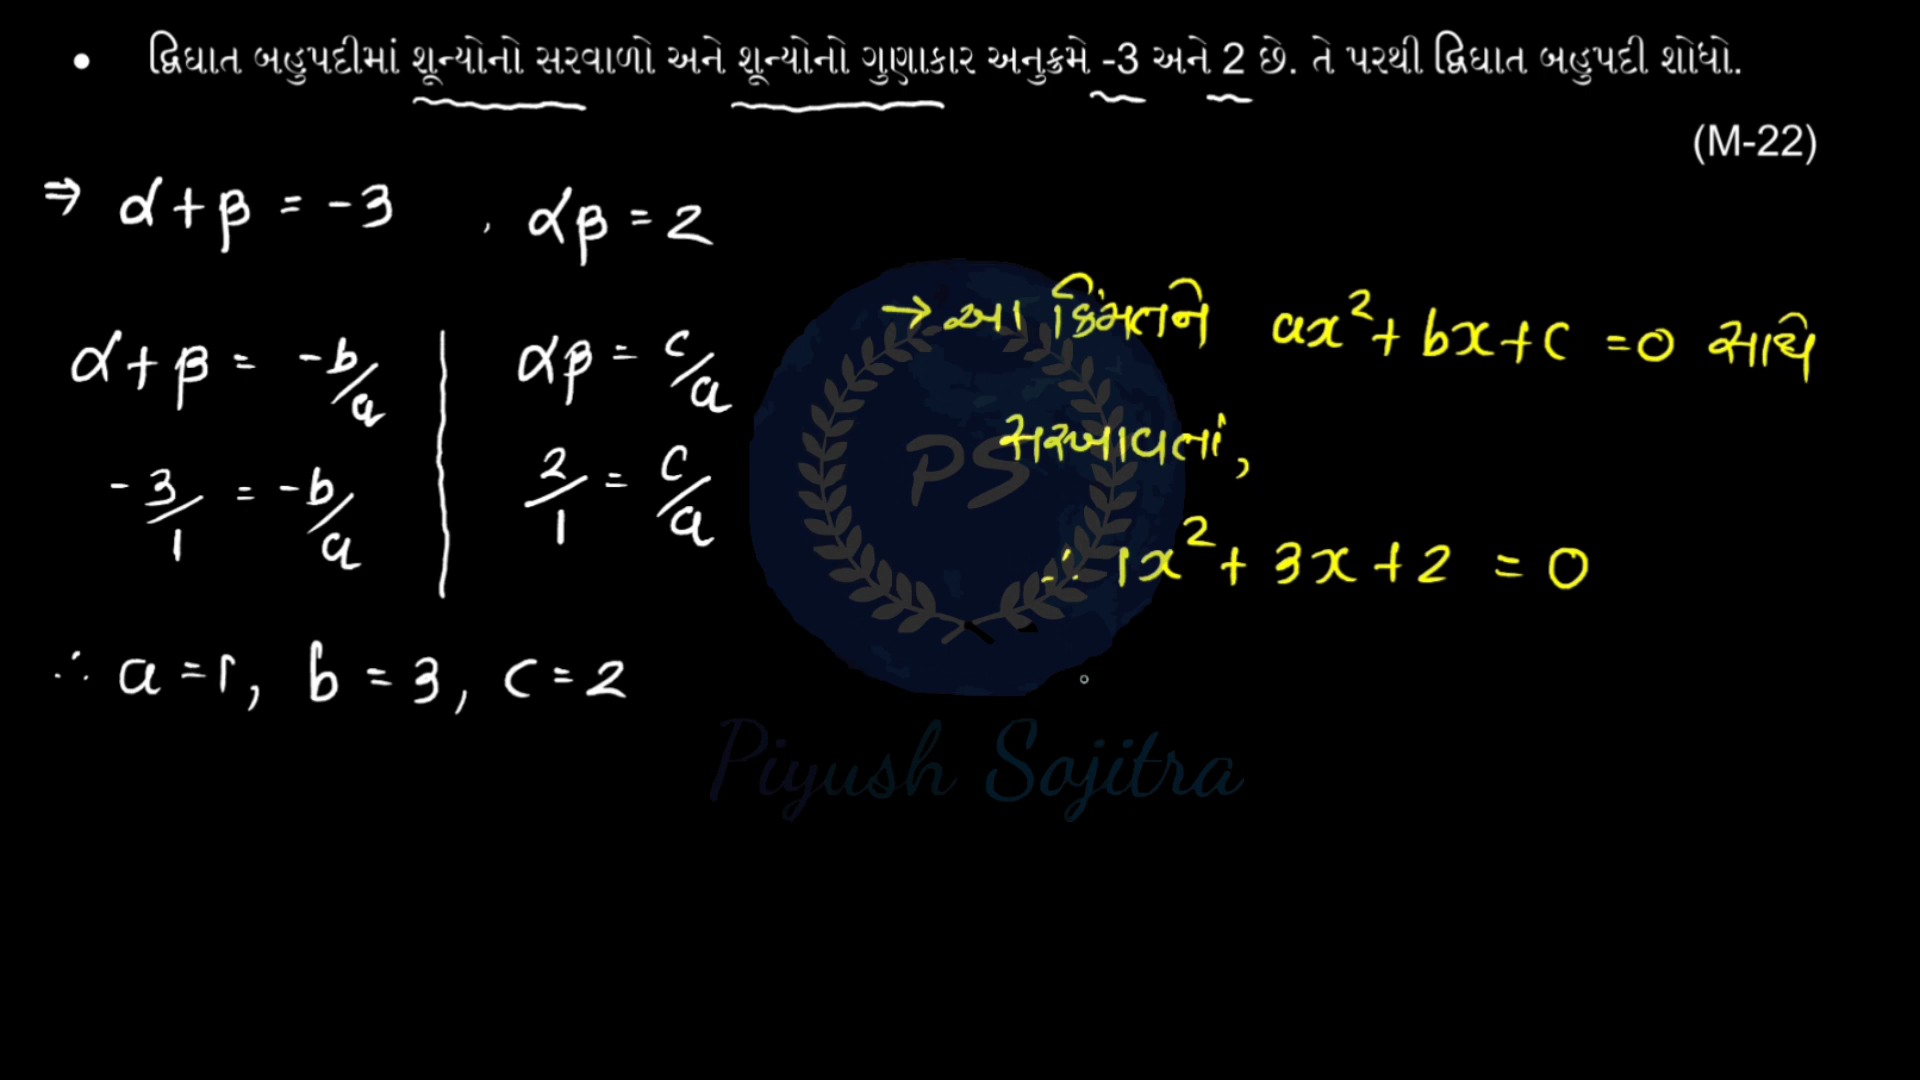 • દ્વિઘાત બહુપદીમાં શૂન્યોનો સરવાળો અને શૂન્યોનો ગુણાકાર અનુક્રમે -3 અને 2 છે. તે પરથી દ્વિઘાત બહુપદી શોધો.
(M-22)
⇒ α+β = -3 , αβ = 2
α+β = -b/a
αβ = c/a
-3/1 = -b/a
2/1 = c/a
∴ a=1, b=3, c=2
→ આ કિંમતને ax²+bx+c =0 સાથે
સરખાવતાં,
∴ 1x²+3x+2 = 0
PS
Piyush Sojitra